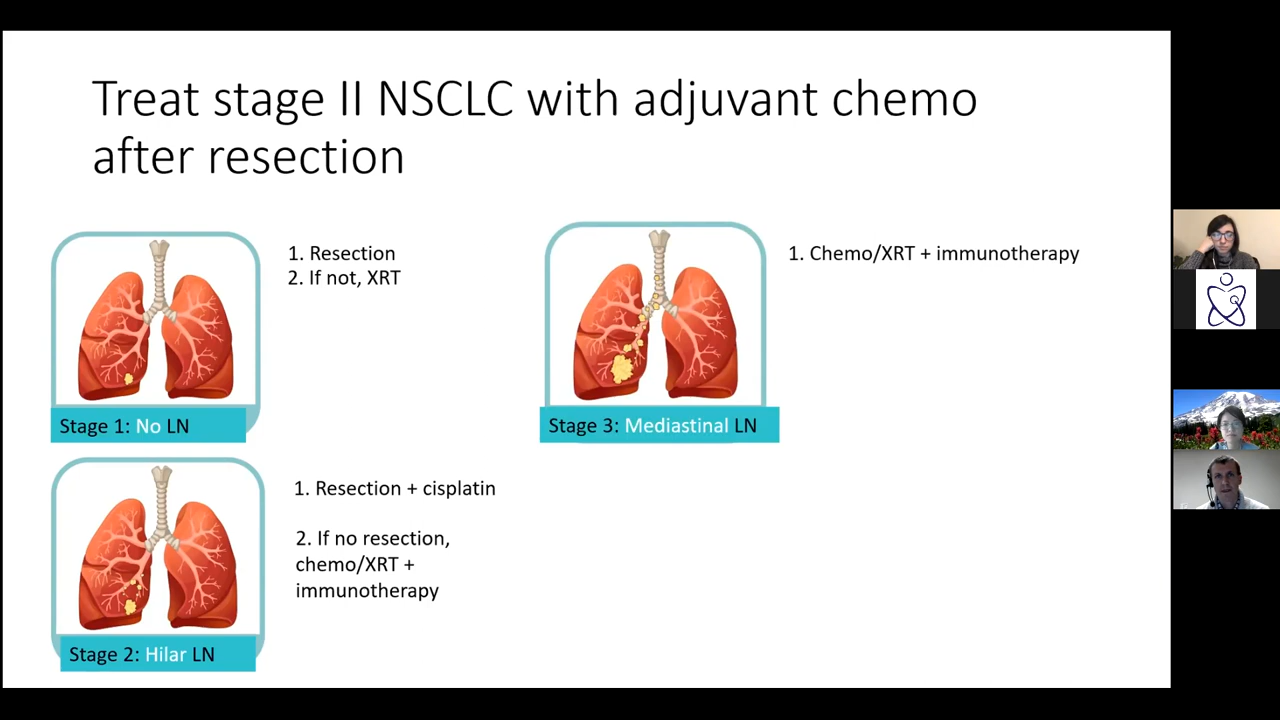 Treat stage II NSCLC with adjuvant chemo
after resection
1. Resection
2. If not, XRT
Stage 1: No LN
1. Resection + cisplatin
2. If no resection,
chemo/XRT +
immunotherapy
Stage 2: Hilar LN
1. Chemo/XRT + immunotherapy
Stage 3: Mediastinal LN